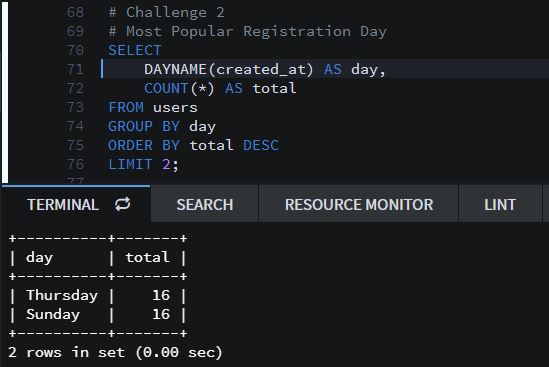 68 # Challenge 2
69 # Most Popular Registration Day
70 SELECT
71     DAYNAME(created_at) AS day,
72     COUNT(*) AS total
73 FROM users
74 GROUP BY day
75 ORDER BY total DESC
76 LIMIT 2;
77
TERMINAL SEARCH RESOURCE MONITOR LINT
+----------+-------+
| day      | total |
+----------+-------+
| Thursday |    16 |
| Sunday   |    16 |
+----------+-------+
2 rows in set (0.00 sec)